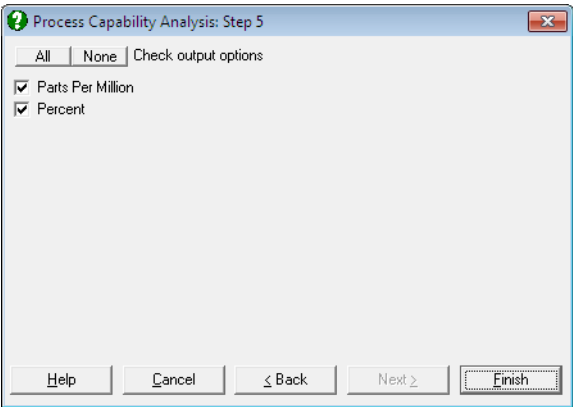 Process Capability Analysis: Step 5
All None Check output options
Parts Per Million
Percent
Help Cancel < Back Next > Finish